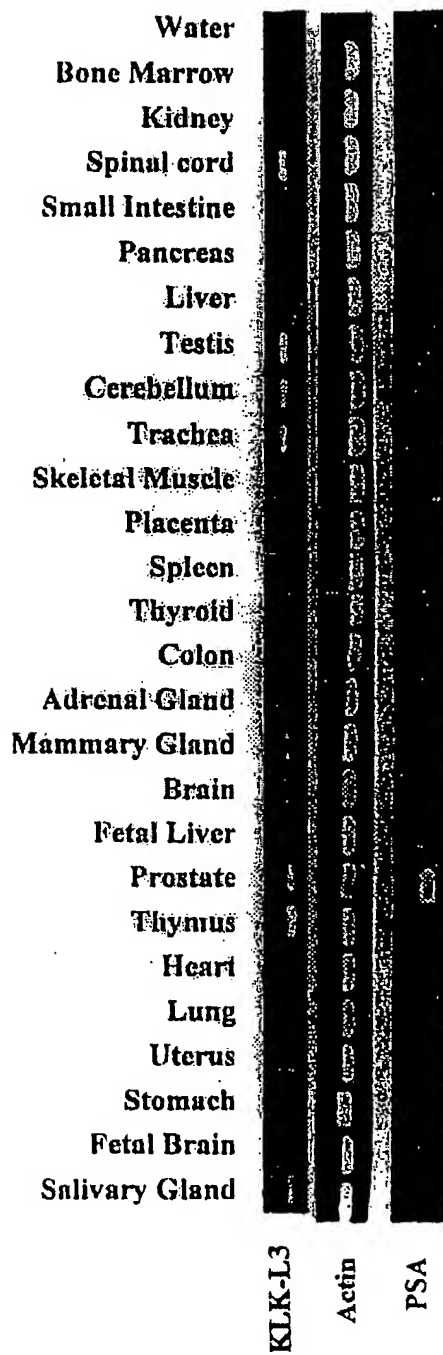 Water
Bone Marrow
Kidney
Spinal cord
Small Intestine
Pancreas
Liver
Testis
Cerebellum
Trachea
Skeletal Muscle
Placenta
Spleen
Thyroid
Colon
Adrenal Gland
Mammary Gland
Brain
Fetal Liver
Prostate
Thymus
Heart
Lung
Uterus
Stomach
Fetal Brain
Salivary Gland
KLK-L3
Actin
PSA